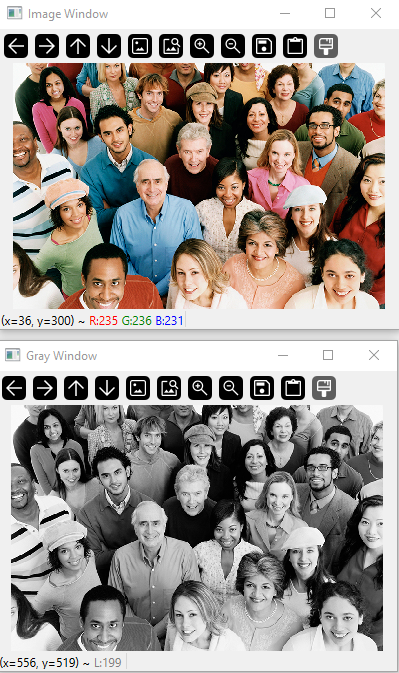 Image Window
(x=36, y=300) ~ R:235 G:236 B:231
Gray Window
(x=556, y=519) ~ L:199